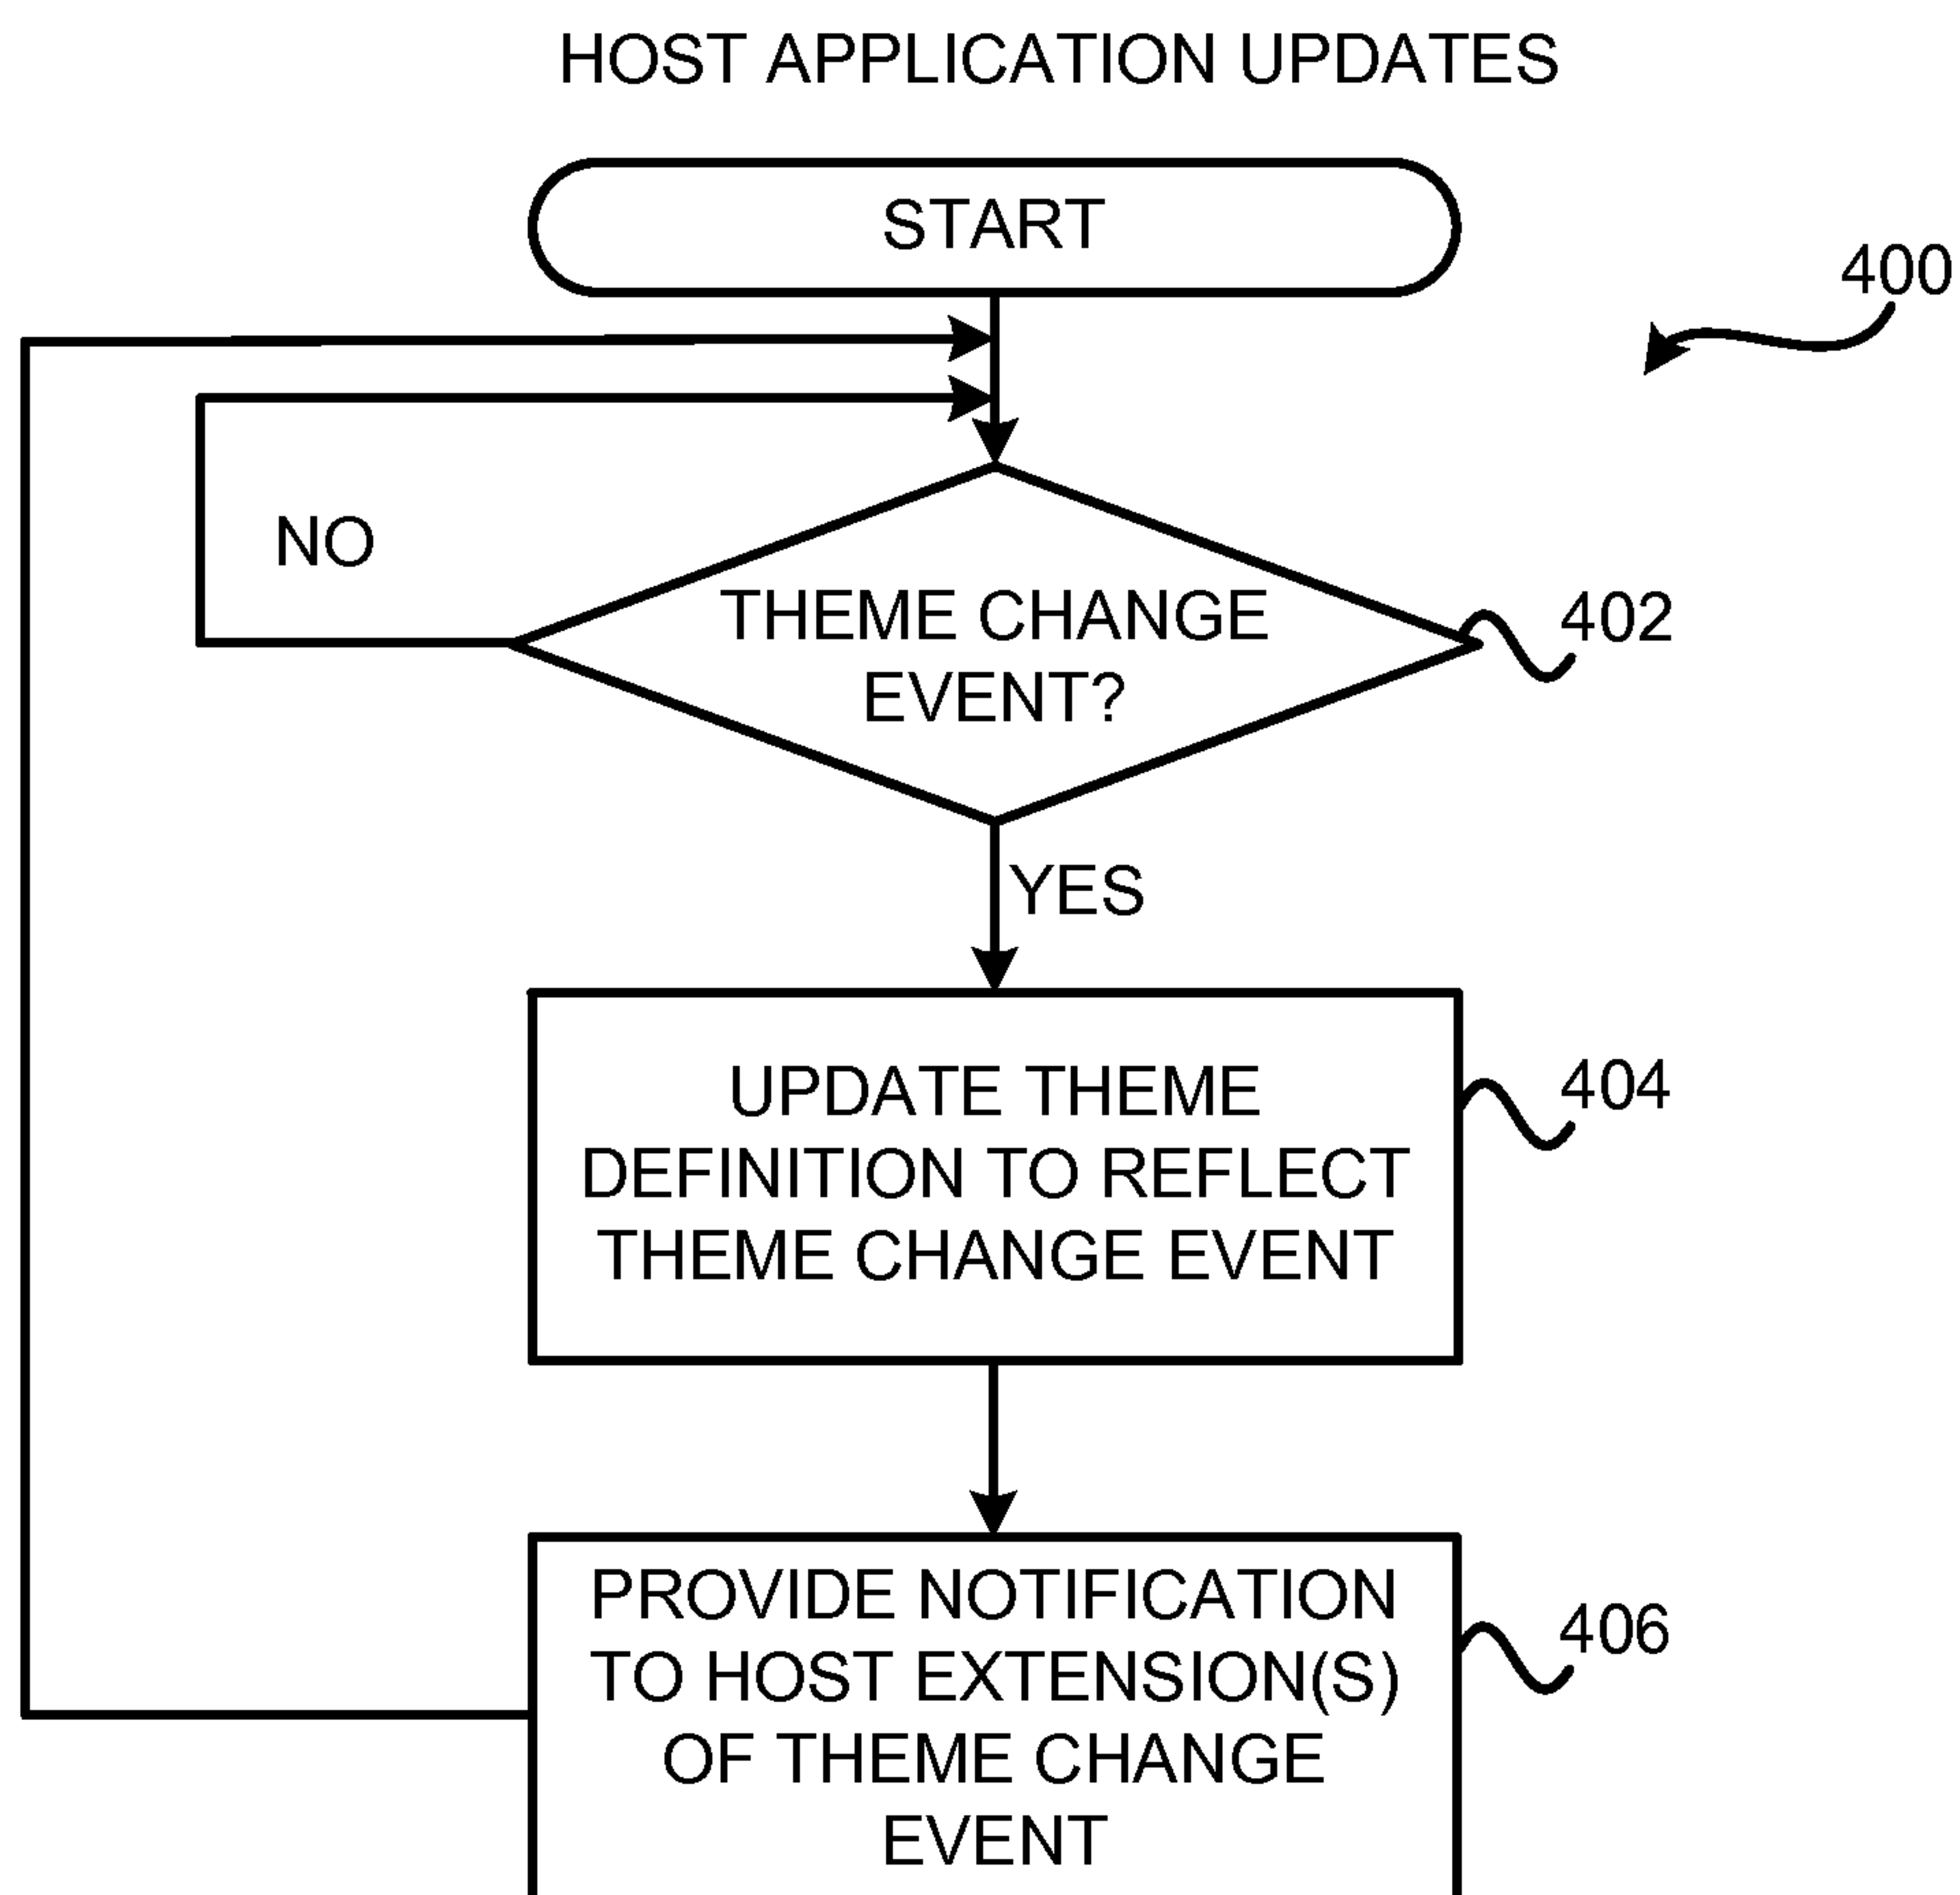 HOST APPLICATION UPDATES
START
400
NO
THEME CHANGE
EVENT?
402
YES
UPDATE THEME
DEFINITION TO REFLECT
THEME CHANGE EVENT
404
PROVIDE NOTIFICATION
TO HOST EXTENSION(S)
OF THEME CHANGE
EVENT
406